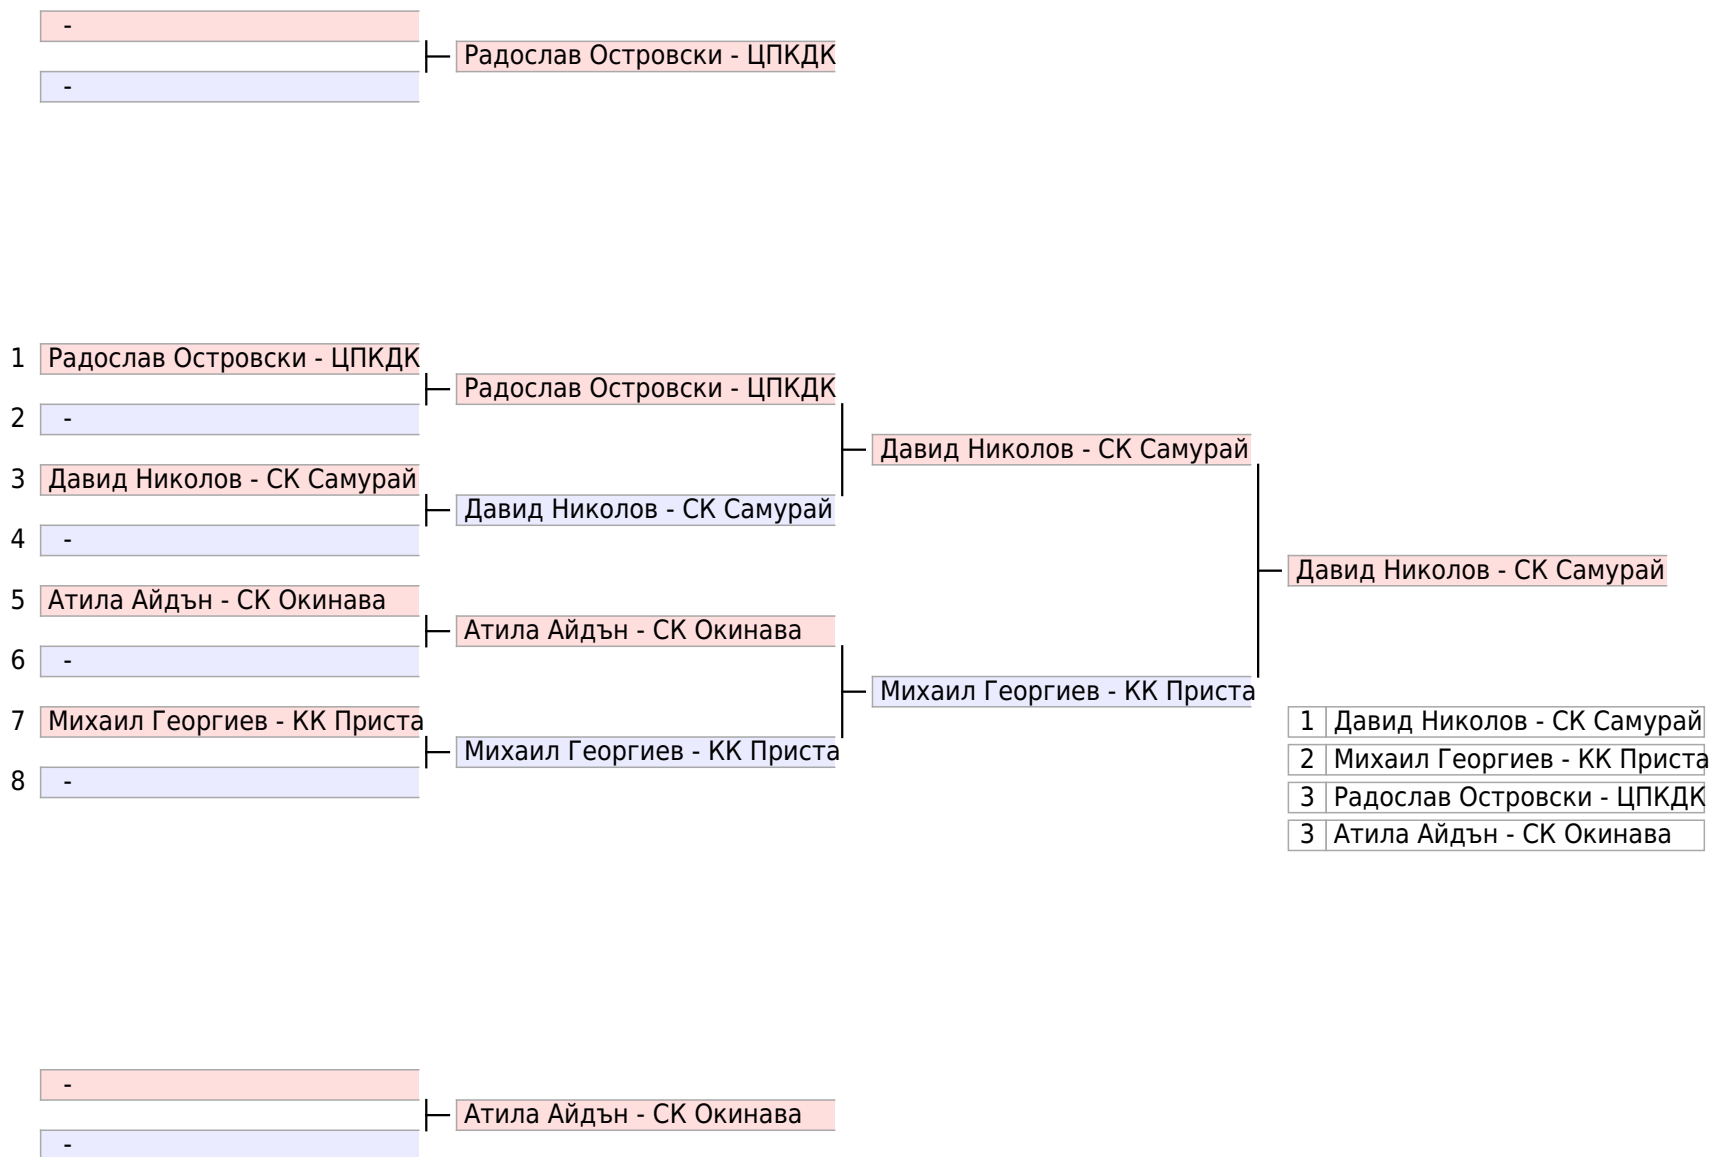 -
Радослав Островски - ЦПКДК
-
1 Радослав Островски - ЦПКДК
Радослав Островски - ЦПКДК
2 -
Давид Николов - СК Самурай
3 Давид Николов - СК Самурай
Давид Николов - СК Самурай
4 -
Давид Николов - СК Самурай
5 Атила Айдън - СК Окинава
Атила Айдън - СК Окинава
6 -
Михаил Георгиев - КК Приста
7 Михаил Георгиев - КК Приста
Михаил Георгиев - КК Приста
8 -
1 Давид Николов - СК Самурай
2 Михаил Георгиев - КК Приста
3 Радослав Островски - ЦПКДК
3 Атила Айдън - СК Окинава
-
Атила Айдън - СК Окинава
-